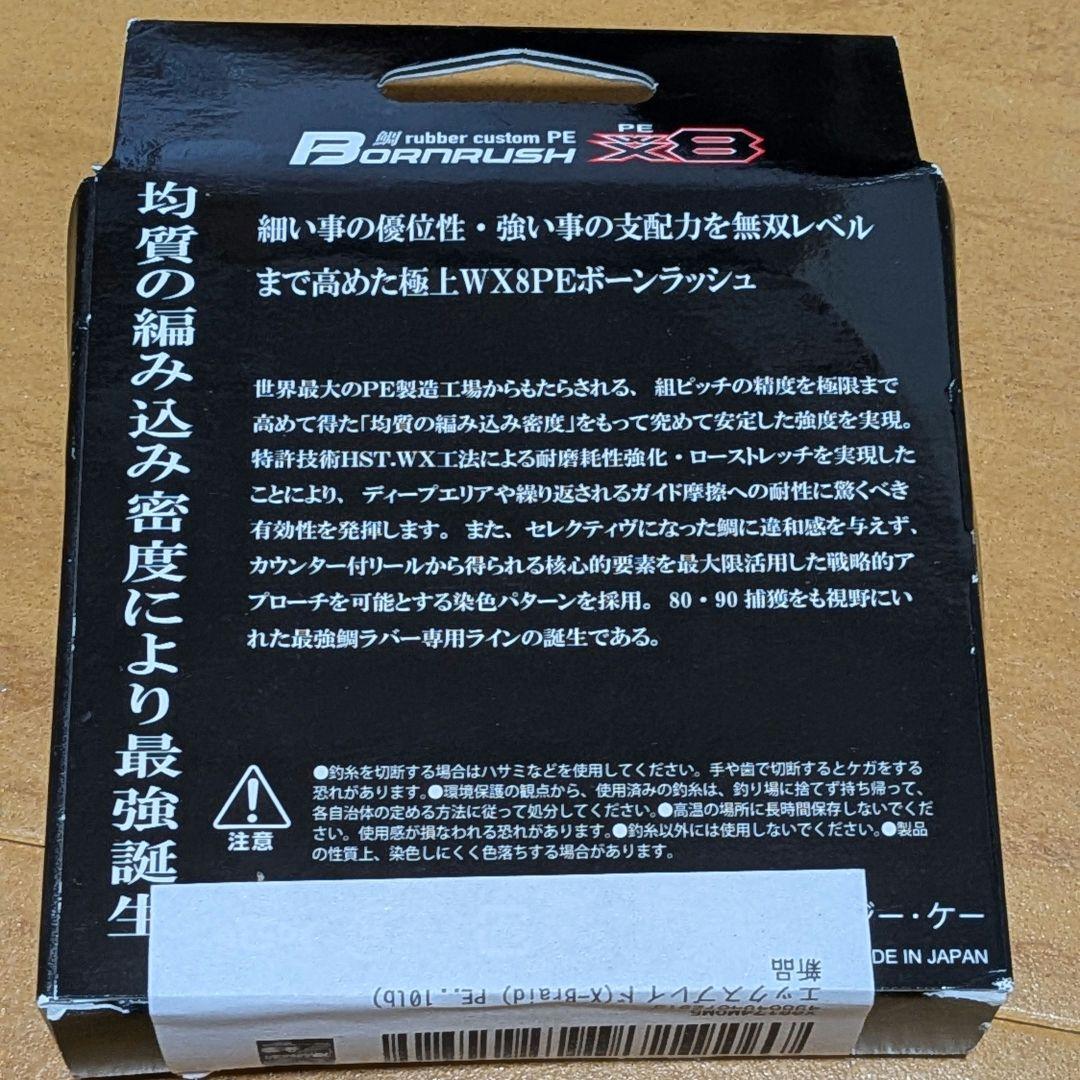 鯛 rubber custom PE
BORNRUSH
PE
X8
均質の編み込み密度により最強誕生
細い事の優位性・強い事の支配力を無双レベル
まで高めた極上WX8PEボーンラッシュ
世界最大のPE製造工場からもたらされる、組ピッチの精度を極限まで
高めて得た「均質の編み込み密度」をもって究めて安定した強度を実現。
特許技術HST.WX工法による耐磨耗性強化・ローストレッチを実現した
ことにより、ディープエリアや繰り返されるガイド摩擦への耐性に驚くべき
有効性を発揮します。また、セレクティヴになった鯛に違和感を与えず、
カウンター付リールから得られる核心的要素を最大限活用した戦略的ア
プローチを可能とする染色パターンを採用。80・90 捕獲をも視野にい
れた最強鯛ラバー専用ラインの誕生である。
注意
●釣糸を切断する場合はハサミなどを使用してください。手や歯で切断するとケガをする
恐れがあります。●環境保護の観点から、使用済みの釣糸は、釣り場に捨てず持ち帰って、
各自治体の定める方法に従って処分してください。●高温の場所に長時間保存しないでくだ
さい。使用感が損なわれる恐れがあります。●釣糸以外には使用しないでください。●製品
の性質上、染色しにくく色落ちする場合があります。
ジー・ケー
DE IN JAPAN
新品
エックスブレイド(X-Braid) PE..10lb)